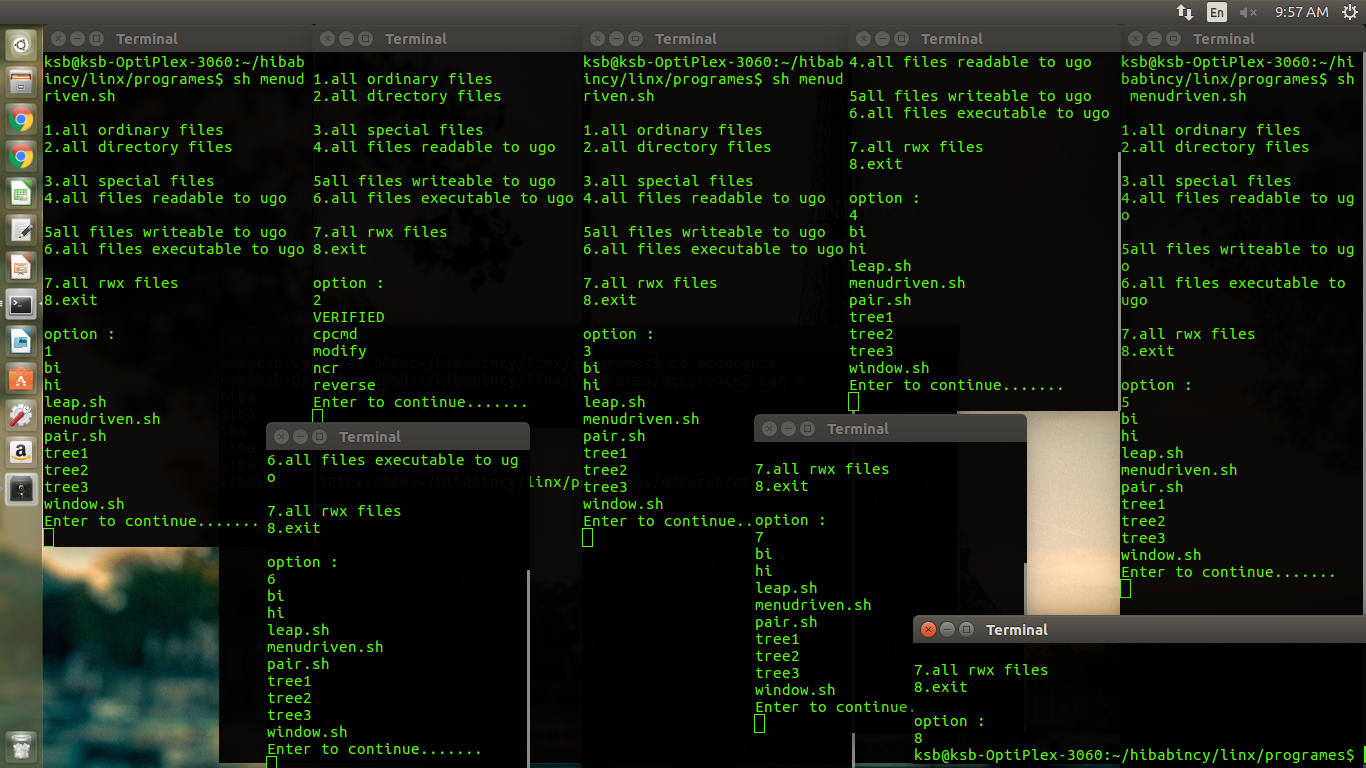 En
9:57 AM
Terminal
ksb@ksb-OptiPlex-3060:~/hibab
incy/linx/programes$ sh menud
riven.sh
1.all ordinary files
2.all directory files
3.all special files
4.all files readable to ugo
5all files writeable to ugo
6.all files executable to ugo
7.all rwx files
8.exit
option :
1
bi
hi
leap.sh
menudriven.sh
pair.sh
tree1
tree2
tree3
window.sh
Enter to continue.......
Terminal
1.all ordinary files
2.all directory files
3.all special files
4.all files readable to ugo
5all files writeable to ugo
6.all files executable to ugo
7.all rwx files
8.exit
option :
2
VERIFIED
cpcmd
modify
ncr
reverse
Enter to continue.......
Terminal
ksb@ksb-OptiPlex-3060:~/hibab
incy/linx/programes$ sh menud
riven.sh
1.all ordinary files
2.all directory files
3.all special files
4.all files readable to ugo
5all files writeable to ugo
6.all files executable to ugo
7.all rwx files
8.exit
option :
3
bi
hi
leap.sh
menudriven.sh
pair.sh
tree1
tree2
tree3
window.sh
Enter to continue..
Terminal
4.all files readable to ugo
5all files writeable to ugo
6.all files executable to ugo
7.all rwx files
8.exit
option :
4
bi
hi
leap.sh
menudriven.sh
pair.sh
tree1
tree2
tree3
window.sh
Enter to continue.......
Terminal
ksb@ksb-OptiPlex-3060:~/hi
babincy/linx/programes$ sh
menudriven.sh
1.all ordinary files
2.all directory files
3.all special files
4.all files readable to ug
o
5all files writeable to ug
o
6.all files executable to
ugo
7.all rwx files
8.exit
option :
5
bi
hi
leap.sh
menudriven.sh
pair.sh
tree1
tree2
tree3
window.sh
Enter to continue.......
Terminal
6.all files executable to ug
o
7.all rwx files
8.exit
option :
6
bi
hi
leap.sh
menudriven.sh
pair.sh
tree1
tree2
tree3
window.sh
Enter to continue.......
Terminal
7.all rwx files
8.exit
option :
7
bi
hi
leap.sh
menudriven.sh
pair.sh
tree1
tree2
tree3
window.sh
Enter to continue.
Terminal
7.all rwx files
8.exit
option :
8
ksb@ksb-OptiPlex-3060:~/hibabincy/linx/programes$